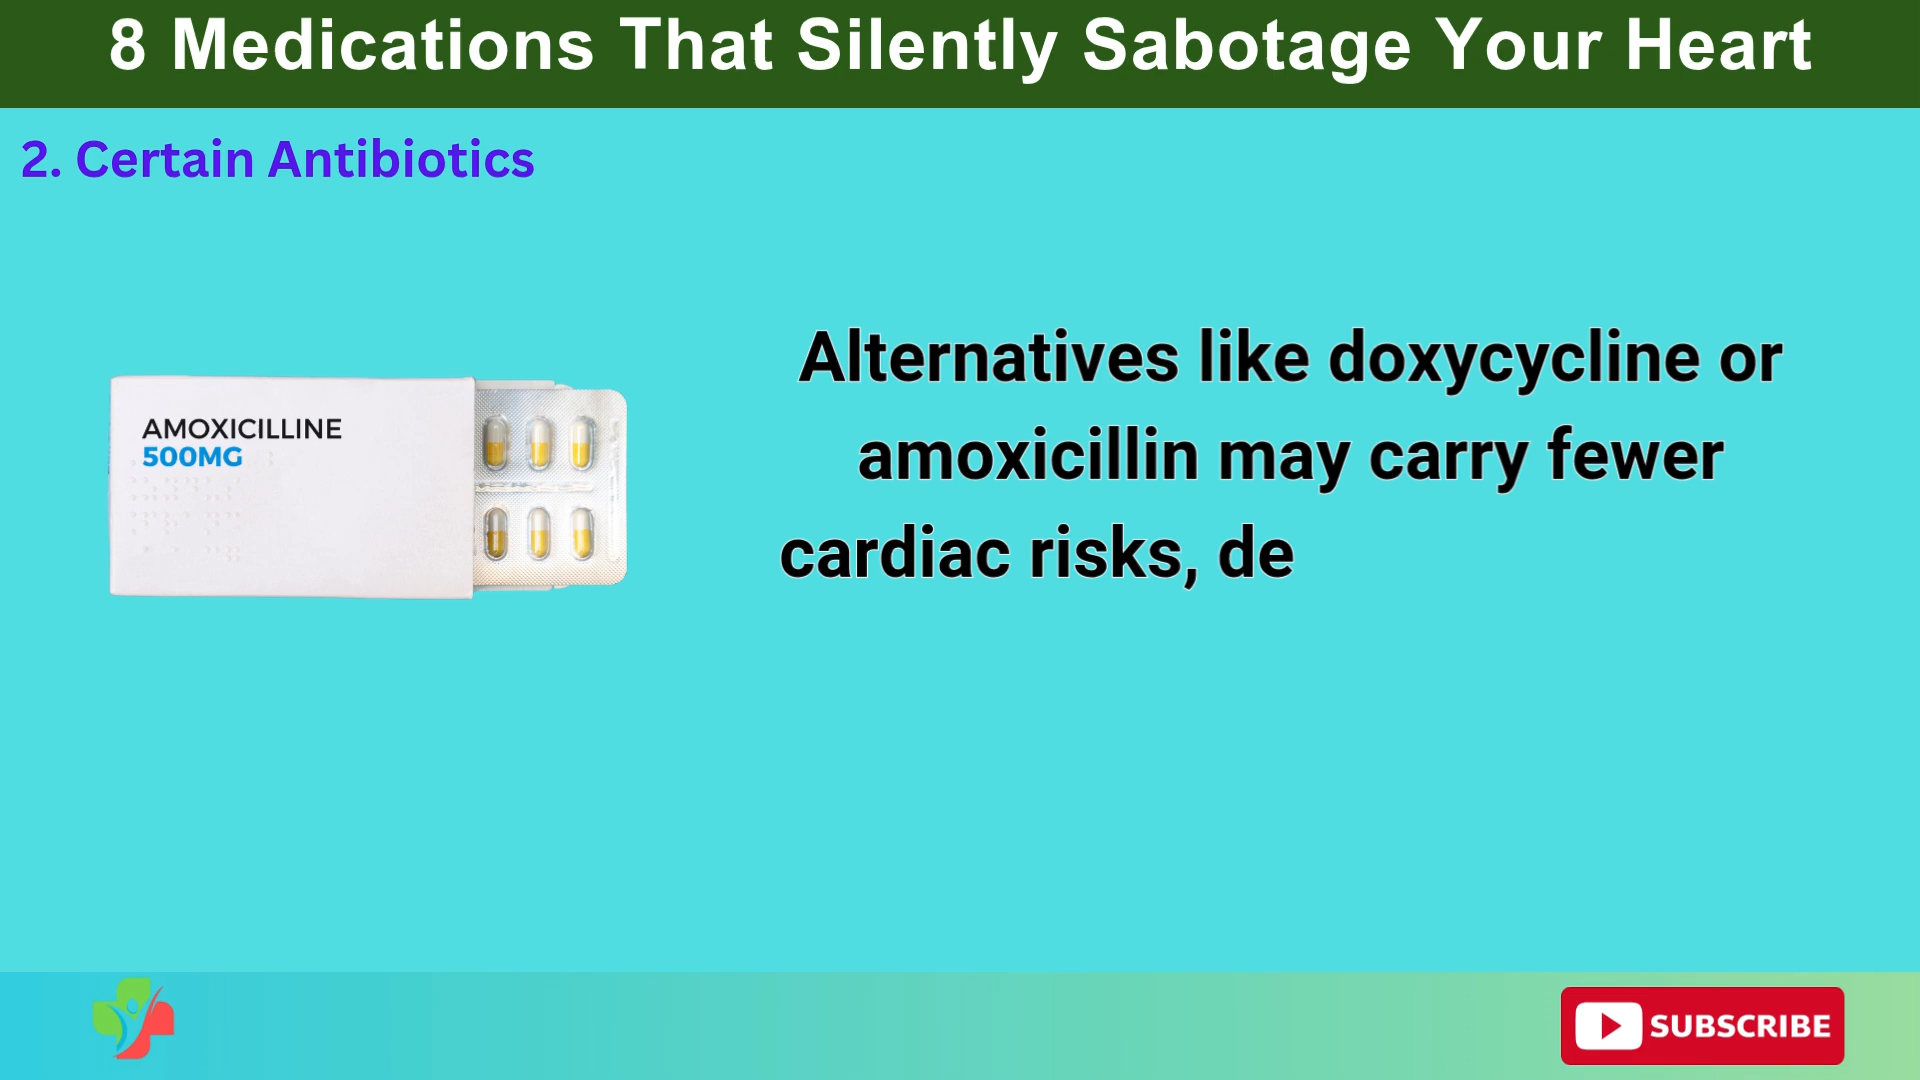 8 Medications That Silently Sabotage Your Heart
2. Certain Antibiotics
AMOXICILLINE
500MG
Alternatives like doxycycline or
amoxicillin may carry fewer
cardiac risks, de
SUBSCRIBE